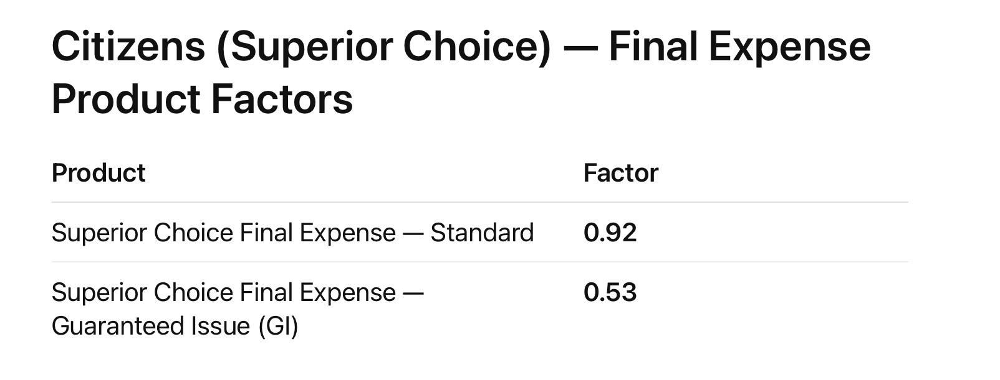 Citizens (Superior Choice) — Final Expense
Product Factors
Product Factor
Superior Choice Final Expense — Standard 0.92
Superior Choice Final Expense — 0.53
Guaranteed Issue (GI)